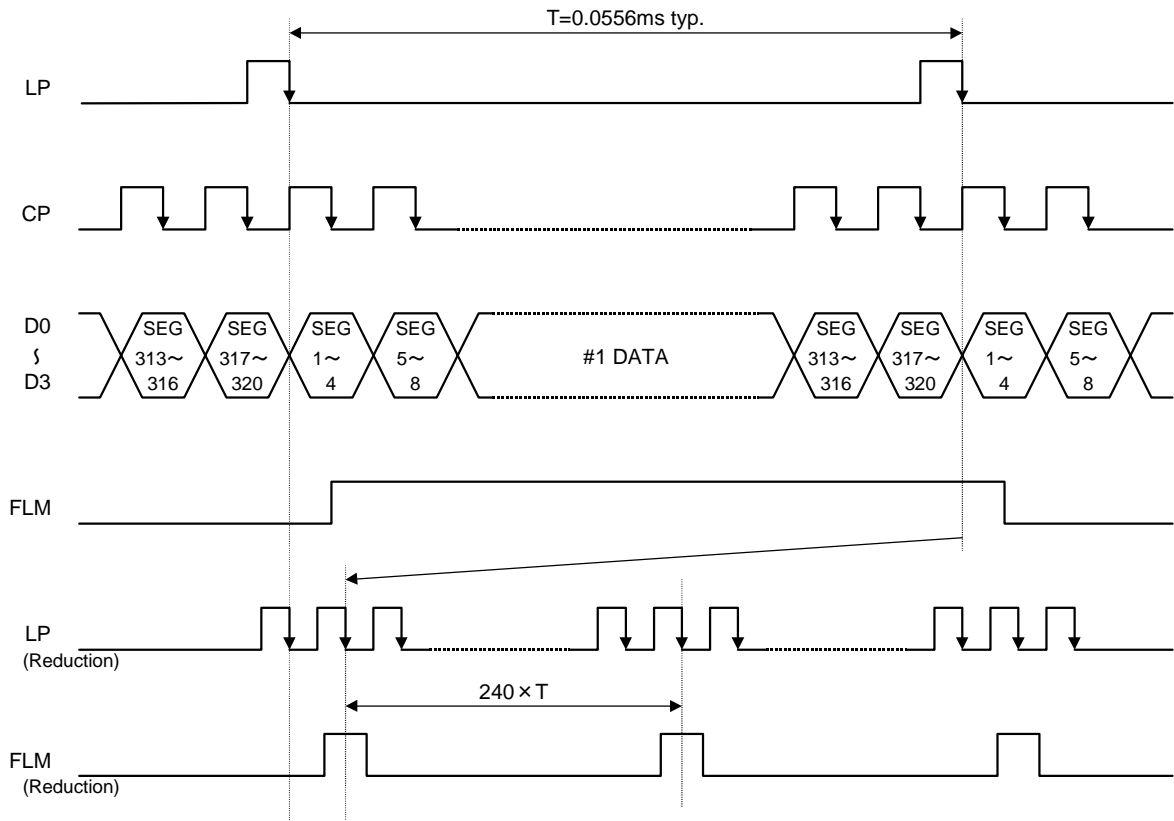 T=0.0556ms typ.
LP
CP
D0
~
D3
SEG
313～
316
SEG
317～
320
SEG
1～
4
SEG
5～
8
#1 DATA
SEG
313～
316
SEG
317～
320
SEG
1～
4
SEG
5～
8
FLM
LP
(Reduction)
240×T
FLM
(Reduction)